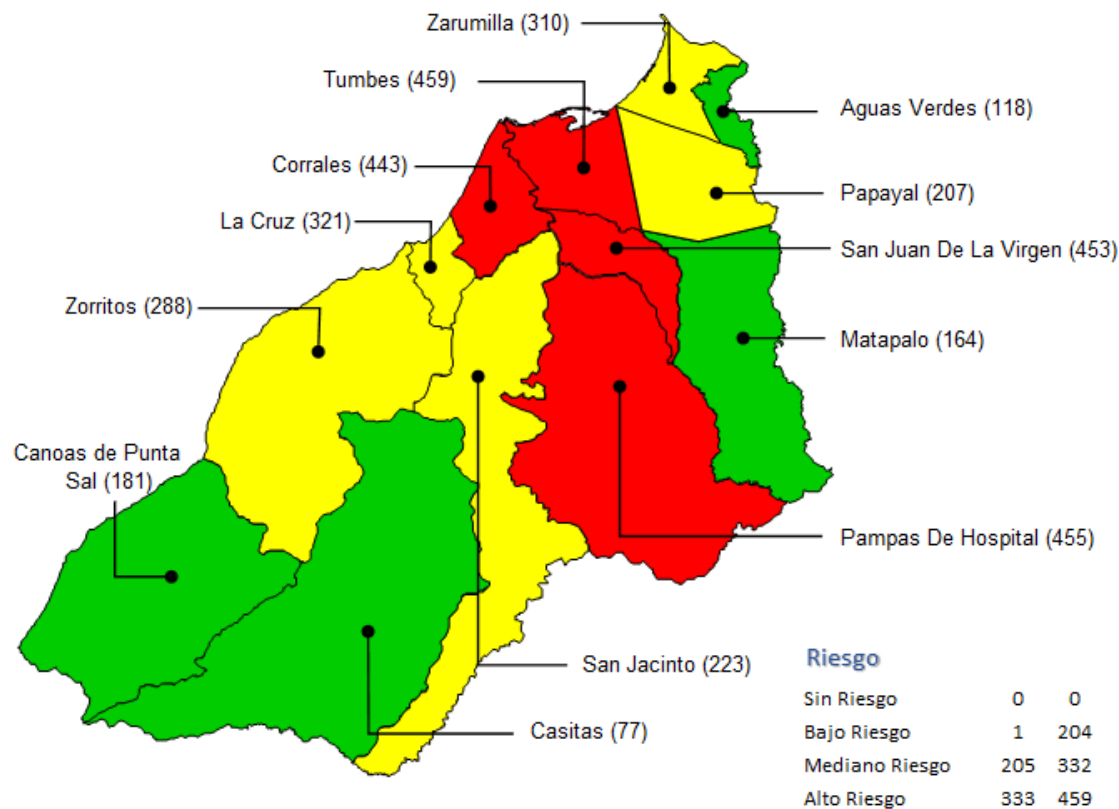 Zarumilla (310)
Tumbes (459)
Aguas Verdes (118)
Corrales (443)
Papayal (207)
La Cruz (321)
San Juan De La Virgen (453)
Zorritos (288)
Matapalo (164)
Canoas de Punta
Sal (181)
Pampas De Hospital (455)
San Jacinto (223)
Casitas (77)
Riesgo
Sin Riesgo 0 0
Bajo Riesgo 1 204
Mediano Riesgo 205 332
Alto Riesgo 333 459